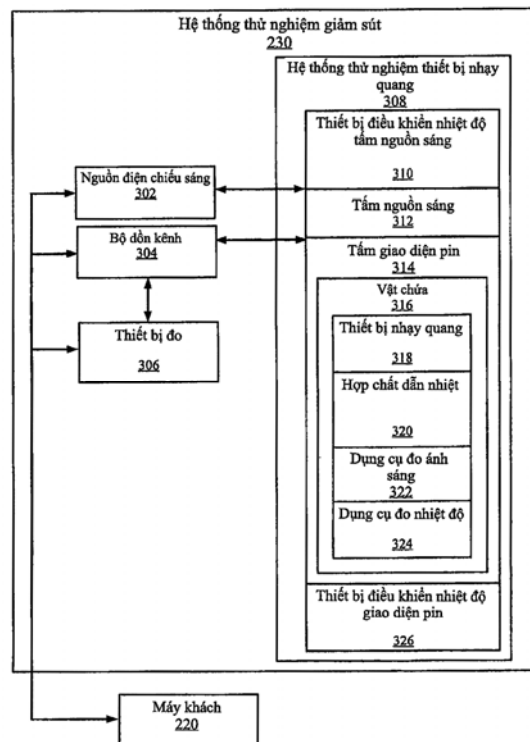 Hệ thống thử nghiệm giảm sút
230
Hệ thống thử nghiệm thiết bị nhạy
quang
308
Thiết bị điều khiển nhiệt độ
tấm nguồn sáng
310
Nguồn điện chiếu sáng
302
Tấm nguồn sáng
312
Bộ dồn kênh
304
Tấm giao diện pin
314
Vật chứa
316
Thiết bị đo
306
Thiết bị nhạy quang
318
Hợp chất dẫn nhiệt
320
Dụng cụ đo ánh
sáng
322
Dụng cụ đo nhiệt độ
324
Thiết bị điều khiển nhiệt độ
giao diện pin
326
Máy khách
220